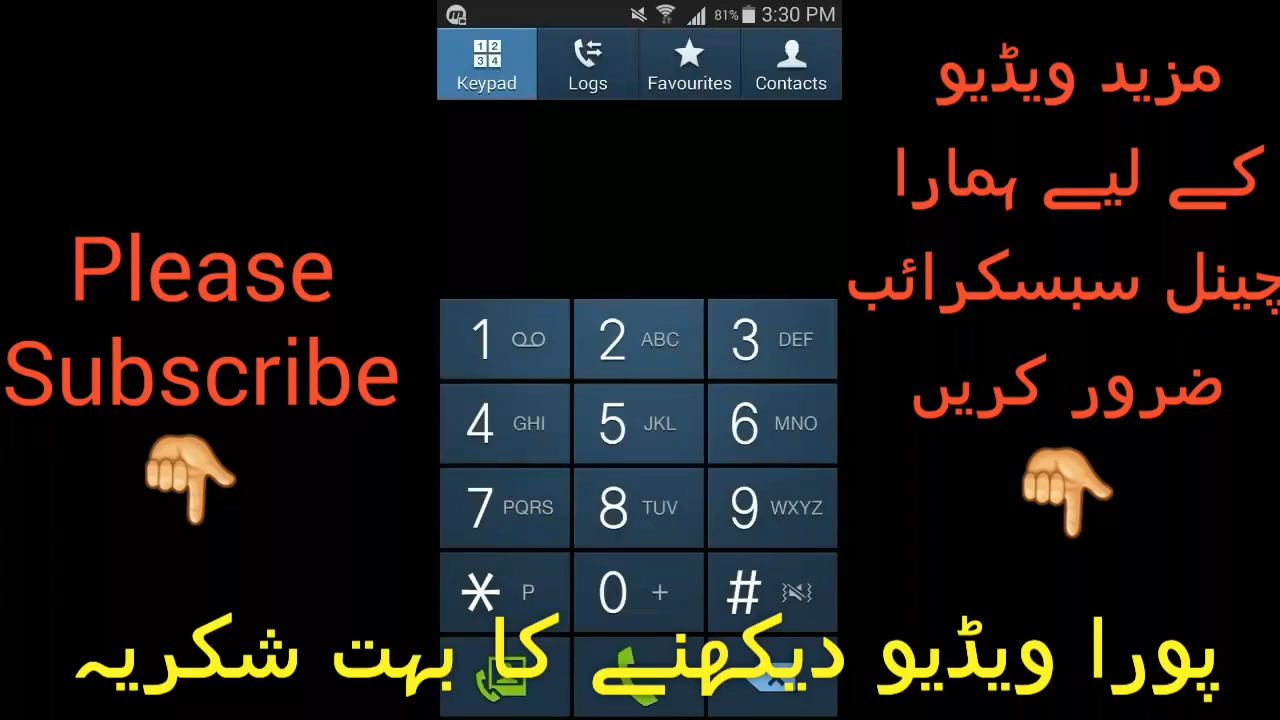 81% 3:30 PM
Keypad Logs Favourites Contacts
Please
Subscribe
مزید ویڈیو
کے لیے ہمارا
چینل سبسکرائب
ضرور کریں
1 2 ABC 3 DEF
4 GHI 5 JKL 6 MNO
7 PQRS 8 TUV 9 WXYZ
* P 0 + #
پورا ویڈیو دیکھنے کا بہت شکریہ